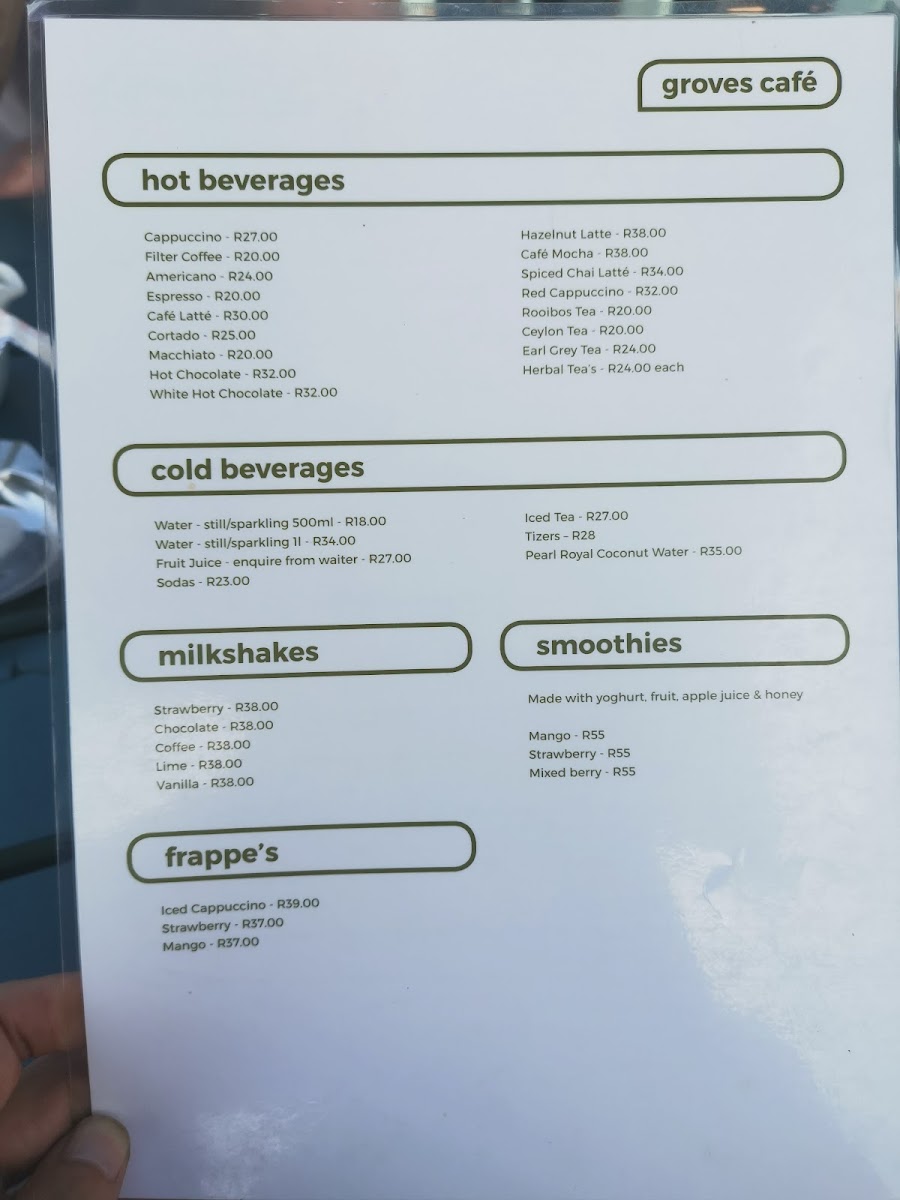 groves café
hot beverages
Cappuccino - R27.00
Filter Coffee - R20.00
Americano - R24.00
Espresso - R20.00
Café Latté - R30.00
Cortado - R25.00
Macchiato - R20.00
Hot Chocolate - R32.00
White Hot Chocolate - R32.00
Hazelnut Latte - R38.00
Café Mocha - R38.00
Spiced Chai Latté - R34.00
Red Cappuccino - R32.00
Rooibos Tea - R20.00
Ceylon Tea - R20.00
Earl Grey Tea - R24.00
Herbal Tea's - R24.00 each
cold beverages
Water - still/sparkling 500ml - R18.00
Water - still/sparkling 1l - R34.00
Fruit Juice - enquire from waiter - R27.00
Sodas - R23.00
Iced Tea - R27.00
Tizers – R28
Pearl Royal Coconut Water - R35.00
milkshakes
Strawberry - R38.00
Chocolate - R38.00
Coffee - R38.00
Lime - R38.00
Vanilla - R38.00
smoothies
Made with yoghurt, fruit, apple juice & honey
Mango - R55
Strawberry - R55
Mixed berry - R55
frappe's
Iced Cappuccino - R39.00
Strawberry - R37.00
Mango - R37.00